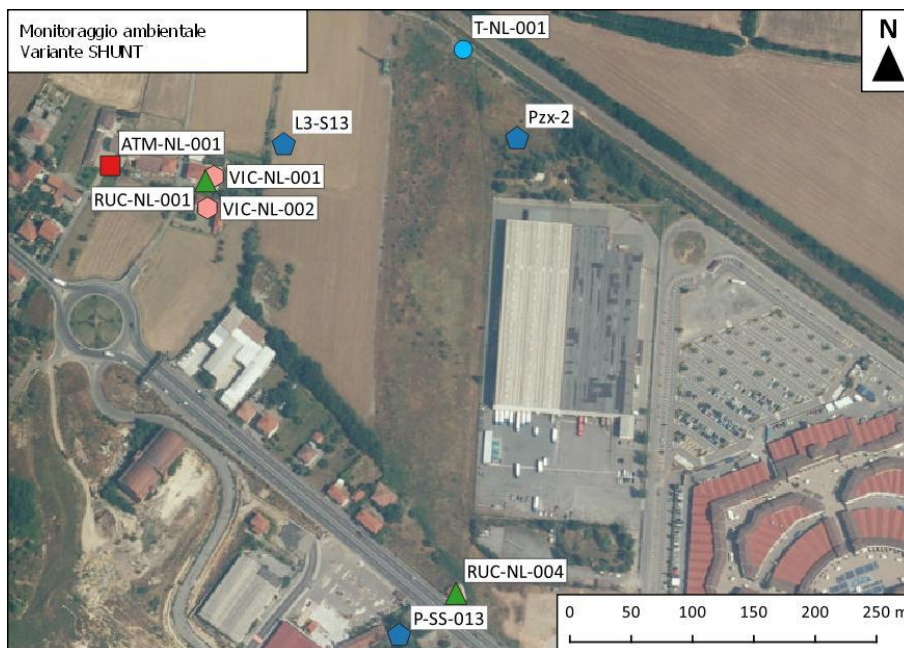 Monitoraggio ambientale
Variante SHUNT
T-NL-001
N
L3-S13
Pzx-2
ATM-NL-001
VIC-NL-001
RUC-NL-001
VIC-NL-002
RUC-NL-004
P-SS-013
0 50 100 150 200 250 m